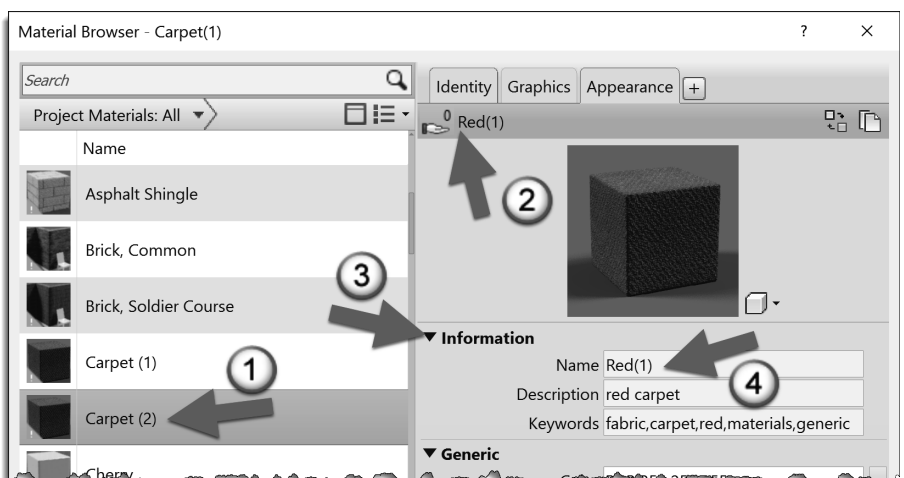 Material Browser - Carpet(1)
?
Search
Identity
Graphics
Appearance
+
Project Materials: All
0
Red(1)
Name
Asphalt Shingle
2
Brick, Common
3
Brick, Soldier Course
Information
Carpet (1)
Name Red(1)
1
4
Description red carpet
Carpet (2)
Keywords fabric,carpet,red,materials,generic
Generic
Cherry